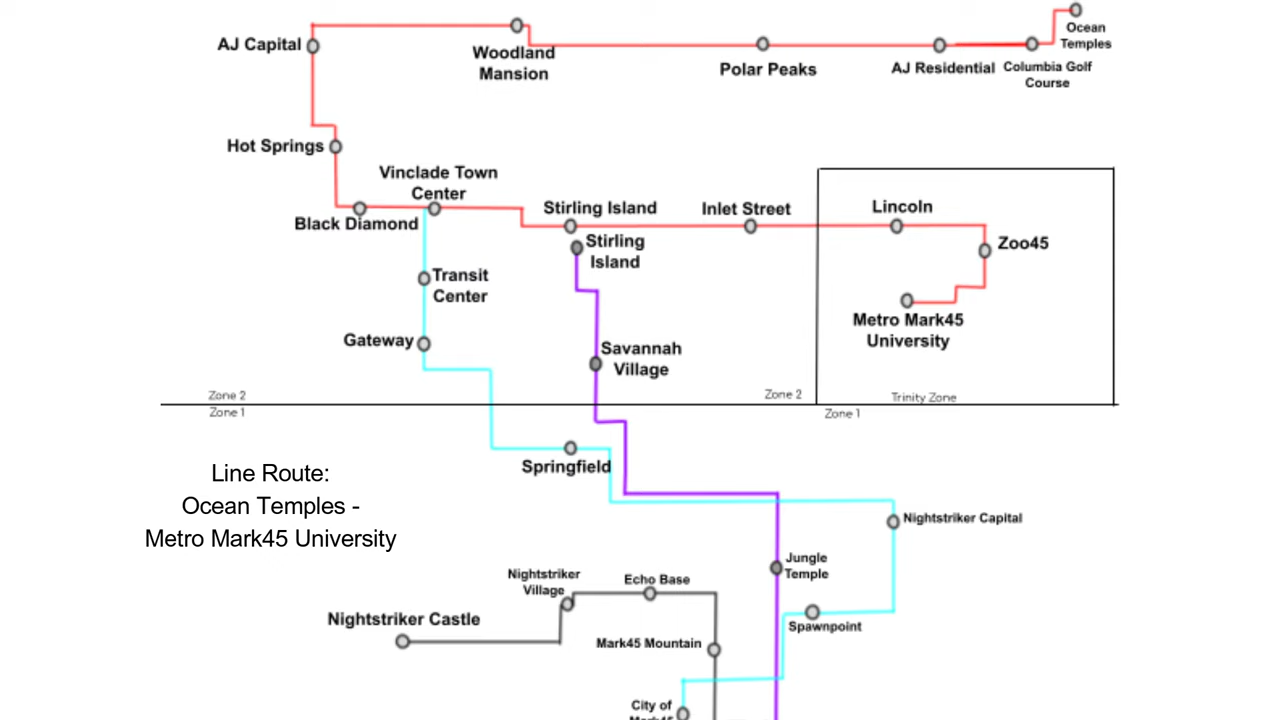 Ocean
Temples
AJ Capital
Woodland
Mansion
Polar Peaks
AJ Residential
Columbia Golf
Course
Hot Springs
Vinclade Town
Center
Black Diamond
Stirling Island
Inlet Street
Lincoln
Stirling
Island
Zoo45
Transit
Center
Metro Mark45
University
Gateway
Savannah
Village
Zone 2
Zone 2
Trinity Zone
Zone 1
Zone 1
Springfield
Line Route:
Ocean Temples -
Metro Mark45 University
Nightstriker Capital
Jungle
Temple
Nightstriker
Village
Echo Base
Nightstriker Castle
Spawnpoint
Mark45 Mountain
City of
Mark45